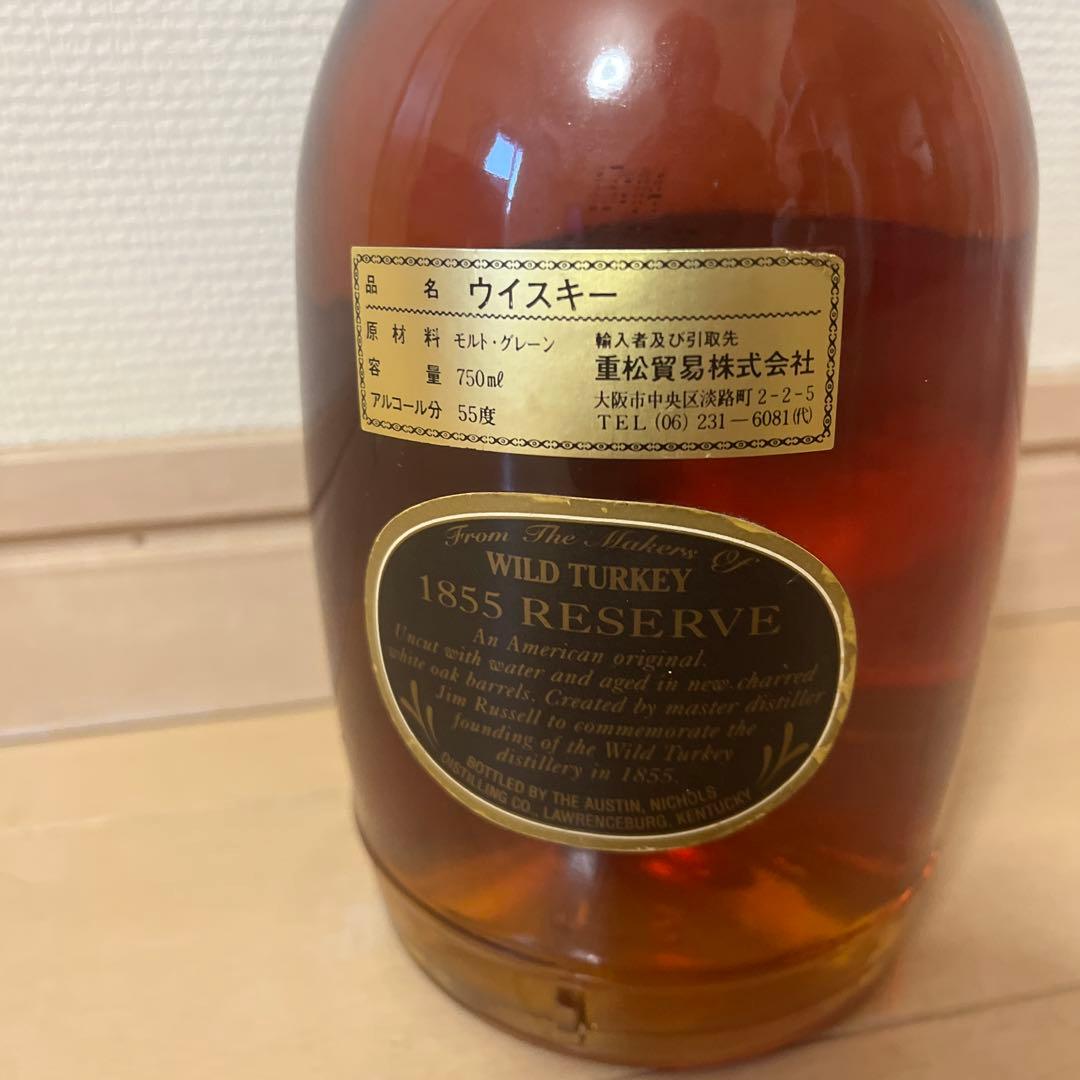 品名 ウイスキー
原材料 モルト・グレーン
容量 750mℓ
アルコール分 55度
輸入者及び引取先
重松貿易株式会社
大阪市中央区淡路町2-2-5
TEL (06) 231-6081(代)
From The Makers Of
WILD TURKEY
1855 RESERVE
An American original.
Uncut with water and aged in new charred
white oak barrels. Created by master distiller
Jim Russell to commemorate the
founding of the Wild Turkey
distillery in 1855.
BOTTLED BY THE AUSTIN, NICHOLS
DISTILLING CO., LAWRENCEBURG, KENTUCKY